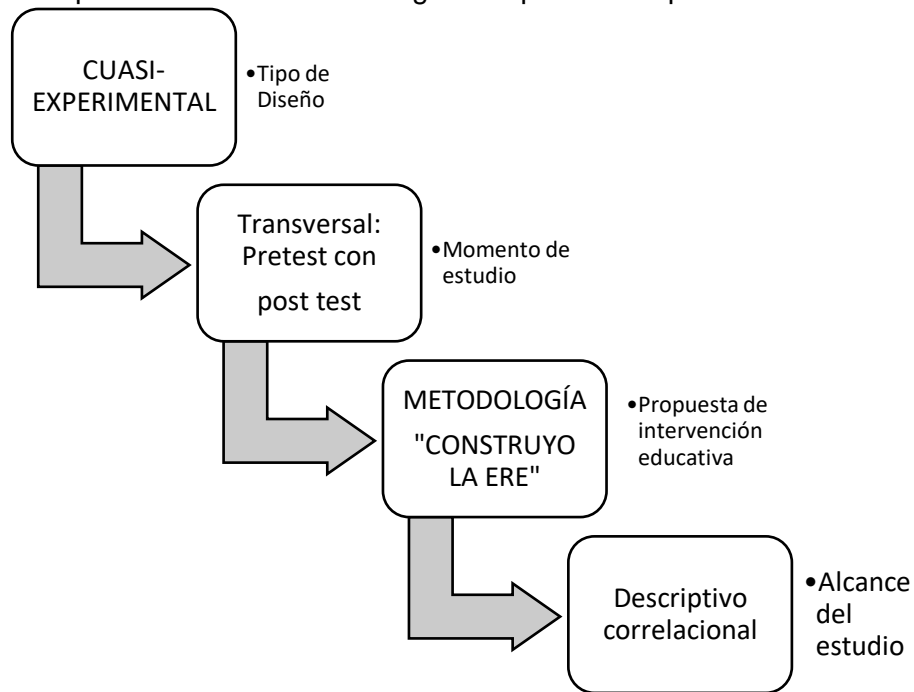 CUASI-
EXPERIMENTAL
•Tipo de
Diseño
Transversal:
Pretest con
post test
•Momento de
estudio
METODOLOGÍA
"CONSTRUYO
LA ERE"
•Propuesta de
intervención
educativa
Descriptivo
correlacional
•Alcance
del
estudio